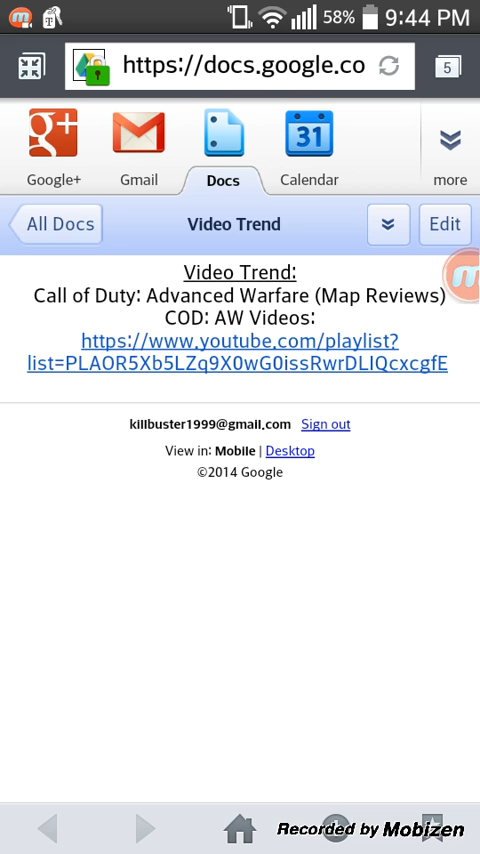 58% 9:44 PM
https://docs.google.co 5
g+ 31
Google+ Gmail Docs Calendar more
All Docs Video Trend Edit
Video Trend:
Call of Duty: Advanced Warfare (Map Reviews)
COD: AW Videos:
https://www.youtube.com/playlist?
list=PLAOR5Xb5LZq9X0wG0issRwrDLIQcxcgfE
killbuster1999@gmail.com Sign out
View in: Mobile | Desktop
©2014 Google
Recorded by Mobizen